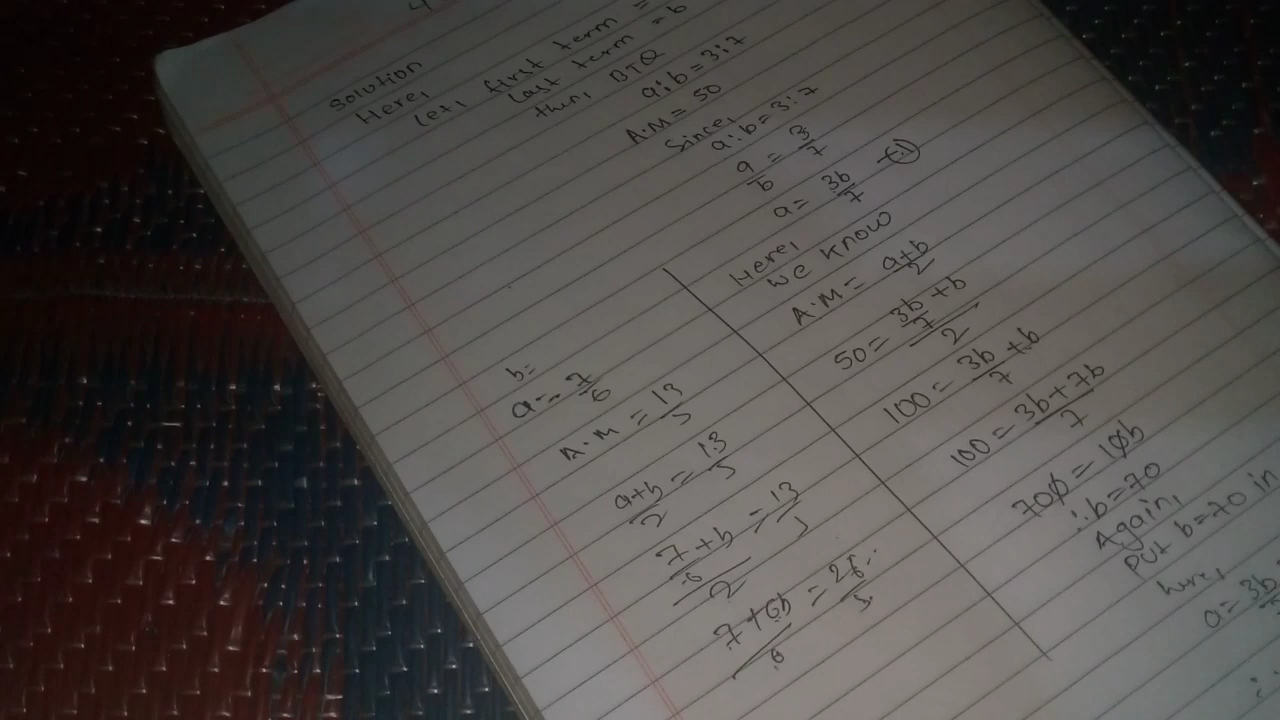 4
solution
Here,
let, first term =
last term = b
then, BTQ
a:b = 3:7
A.M = 50
Since,
a:b = 3:7
a/b = 3/7
a = 3b/7 (i)
Here,
we know
A.M = a+b/2
50 = 3b/7 + b / 2
100 = 3b/7 + b
100 = 3b+7b/7
700 = 10b
∴ b = 70
Again,
put b = 70 in
here,
a = 3b
b =
a = 7/6
A.M = 13/5
a+b/2 = 13/5
7/6 + b / 2 = 13/5
7+6b/6 = 26/5